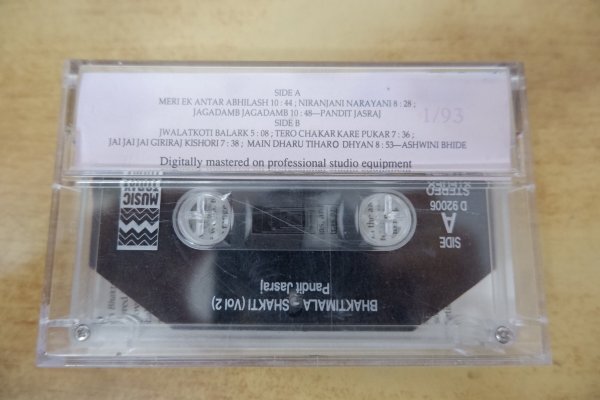 SIDE A
MERI EK ANTAR ABHILASH 10 : 44 ; NIRANJANI NARAYANI 8 : 28 ;
JAGADAMB JAGADAMB 10 : 48—PANDIT JASRAJ
1/93
SIDE B
JWALATKOTI BALARK 5 : 08 ; TERO CHAKAR KARE PUKAR 7 : 36 ;
JAI JAI JAI GIRIRAJ KISHORI 7 : 38 ; MAIN DHARU TIHARO DHYAN 8 : 53—ASHWINI BHIDE
Digitally mastered on professional studio equipment
MUSIC
TODAY
STEREO
D 92006
SIDE
A
BHAKTIMALA - SHAKTI (Vol 2)
Pandit Jasraj